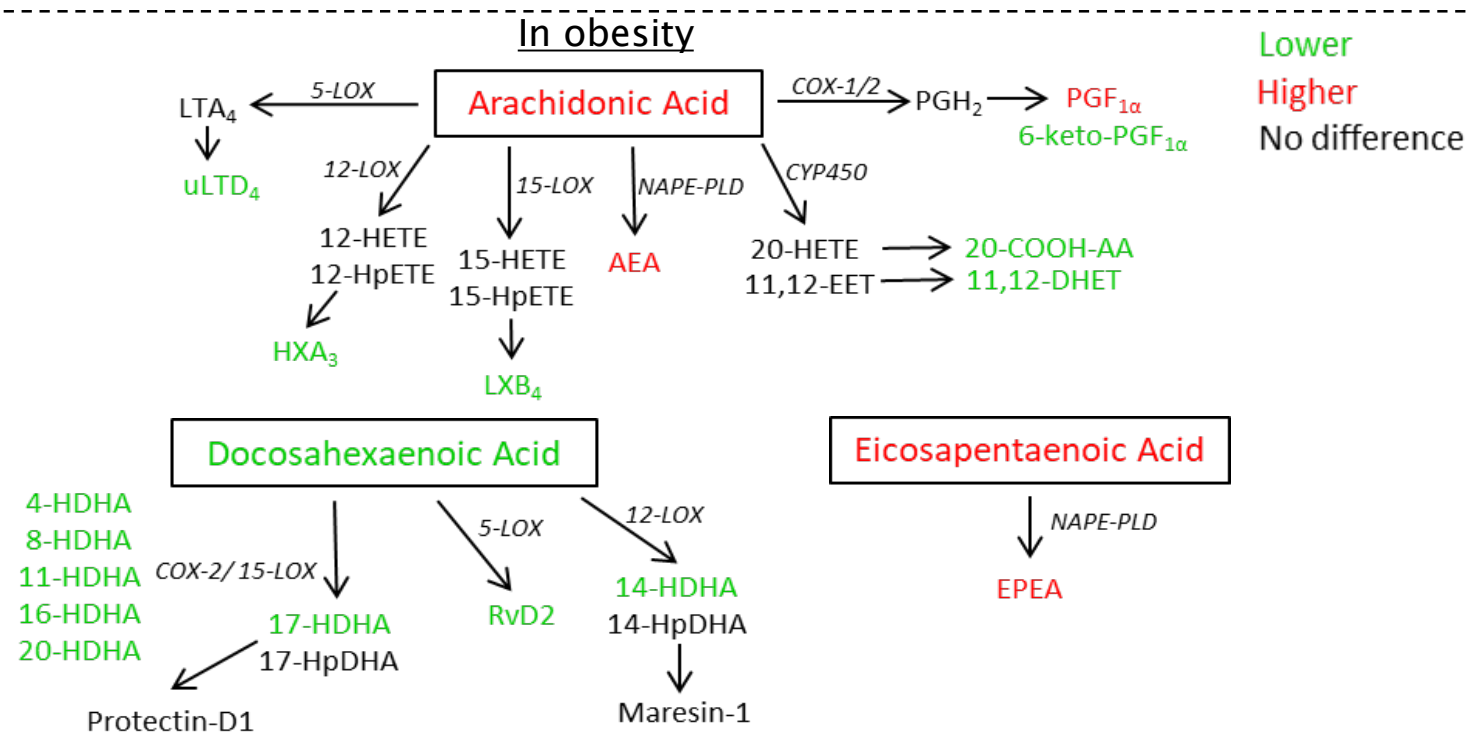 In obesity
Lower
Higher
No difference
Arachidonic Acid
5-LOX
LTA₄
uLTD₄
COX-1/2
PGH₂
PGF₁α
6-keto-PGF₁α
12-LOX
12-HETE
12-HpETE
HXA₃
15-LOX
15-HETE
15-HpETE
LXB₄
NAPE-PLD
AEA
CYP450
20-HETE
20-COOH-AA
11,12-EET
11,12-DHET
Docosahexaenoic Acid
4-HDHA
8-HDHA
11-HDHA
16-HDHA
20-HDHA
COX-2/ 15-LOX
17-HDHA
17-HpDHA
Protectin-D1
5-LOX
RvD2
12-LOX
14-HDHA
14-HpDHA
Maresin-1
Eicosapentaenoic Acid
NAPE-PLD
EPEA